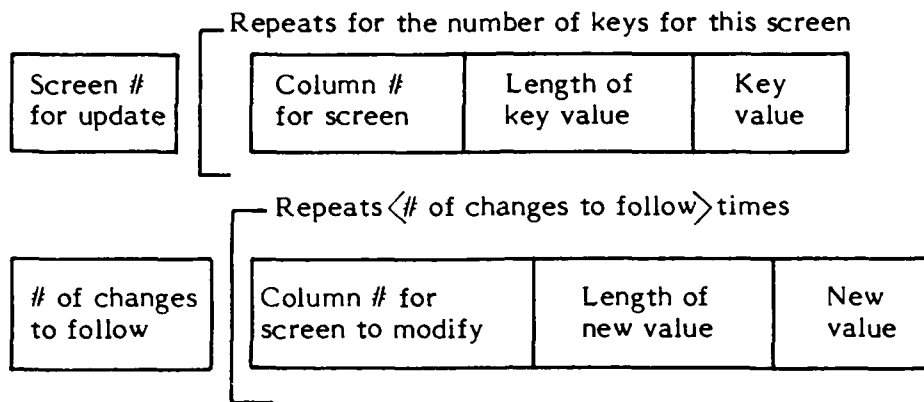 Repeats for the number of keys for this screen
Screen #
for update
Column #
for screen
Length of
key value
Key
value
Repeats <# of changes to follow> times
# of changes
to follow
Column # for
screen to modify
Length of
new value
New
value